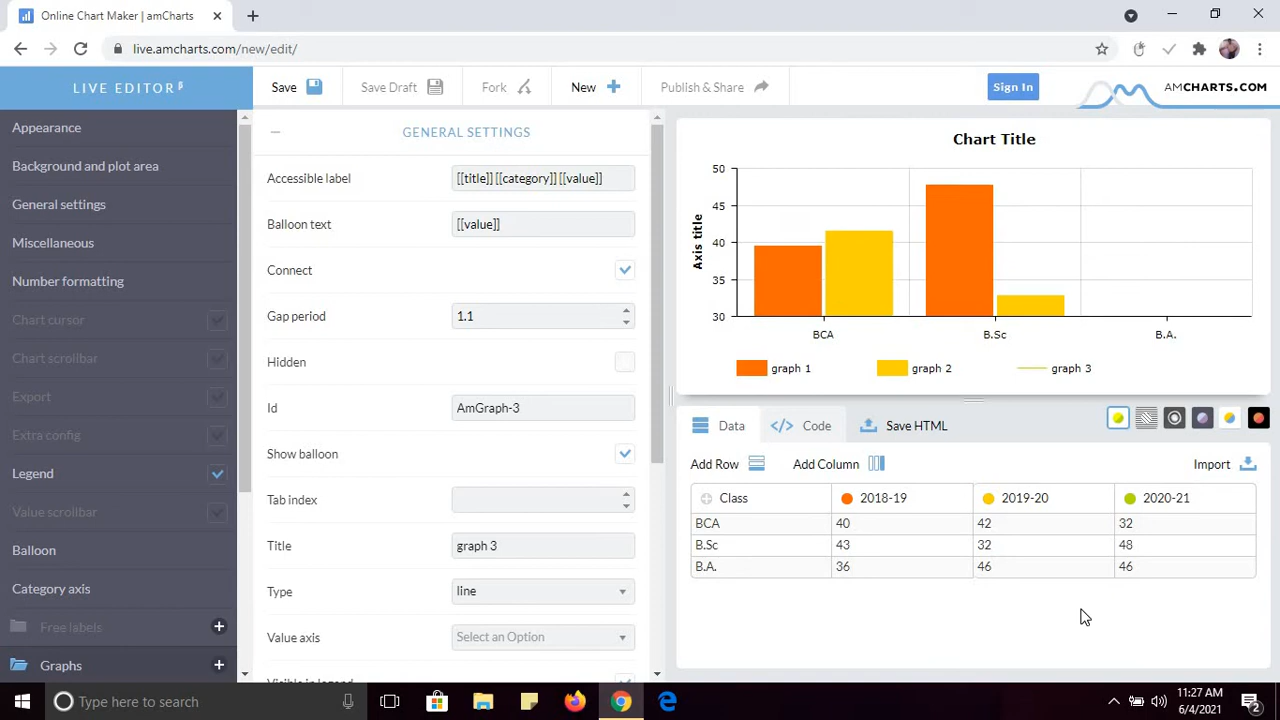 Online Chart Maker | amCharts
live.amcharts.com/new/edit/
LIVE EDITOR β
Save
Save Draft
Fork
New
Publish & Share
Sign In
AMCHARTS.COM
Appearance
Background and plot area
General settings
Miscellaneous
Number formatting
Chart cursor
Chart scrollbar
Export
Extra config
Legend
Value scrollbar
Balloon
Category axis
Free labels
Graphs
GENERAL SETTINGS
Accessible label [[title]] [[category]] [[value]]
Balloon text [[value]]
Connect
Gap period 1.1
Hidden
Id AmGraph-3
Show balloon
Tab index
Title graph 3
Type line
Value axis Select an Option
Visible in legend
Chart Title
Axis title
50
45
40
35
30
BCA B.Sc B.A.
graph 1 graph 2 graph 3
Data Code Save HTML
Add Row Add Column Import
Class 2018-19 2019-20 2020-21
BCA 40 42 32
B.Sc 43 32 48
B.A. 36 46 46
Type here to search
11:27 AM
6/4/2021
2